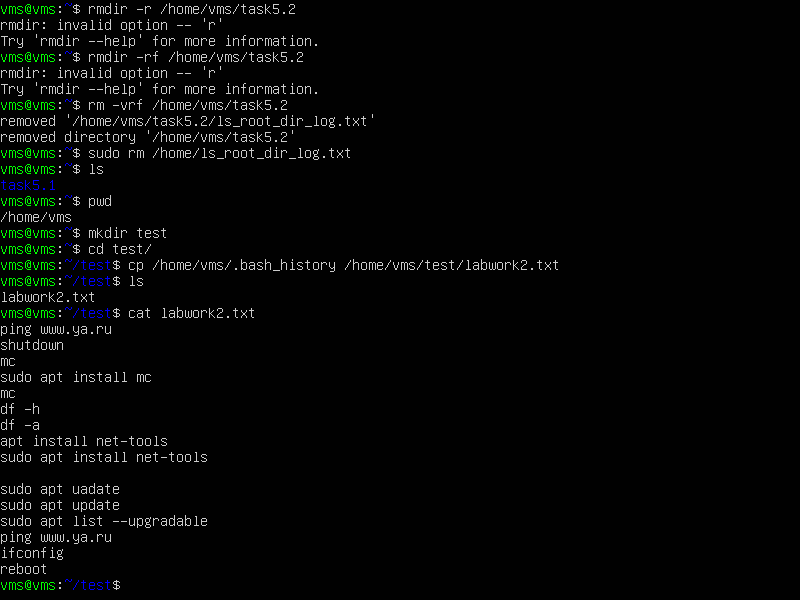 vms@vms:~$ rmdir -r /home/vms/task5.2
rmdir: invalid option -- 'r'
Try 'rmdir --help' for more information.
vms@vms:~$ rmdir -rf /home/vms/task5.2
rmdir: invalid option -- 'r'
Try 'rmdir --help' for more information.
vms@vms:~$ rm -vrf /home/vms/task5.2
removed '/home/vms/task5.2/ls_root_dir_log.txt'
removed directory '/home/vms/task5.2'
vms@vms:~$ sudo rm /home/ls_root_dir_log.txt
vms@vms:~$ ls
task5.1
vms@vms:~$ pwd
/home/vms
vms@vms:~$ mkdir test
vms@vms:~$ cd test/
vms@vms:~/test$ cp /home/vms/.bash_history /home/vms/test/labwork2.txt
vms@vms:~/test$ ls
labwork2.txt
vms@vms:~/test$ cat labwork2.txt
ping www.ya.ru
shutdown
mc
sudo apt install mc
mc
df -h
df -a
apt install net-tools
sudo apt install net-tools

sudo apt uadate
sudo apt update
sudo apt list --upgradable
ping www.ya.ru
ifconfig
reboot
vms@vms:~/test$